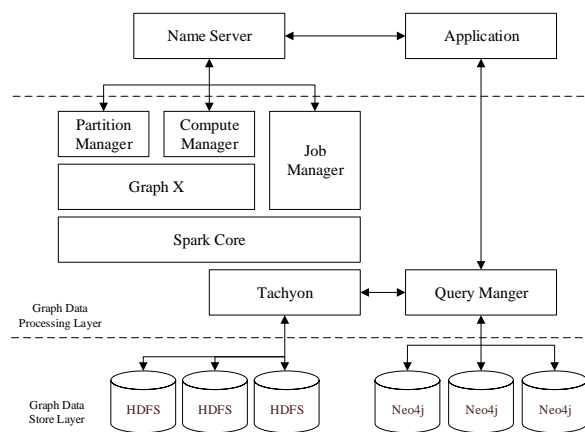 Name Server
Application
Partition
Manager
Compute
Manager
Job
Manager
Graph X
Spark Core
Tachyon
Query Manger
Graph Data
Processing Layer
Graph Data
Store Layer
HDFS
HDFS
HDFS
Neo4j
Neo4j
Neo4j